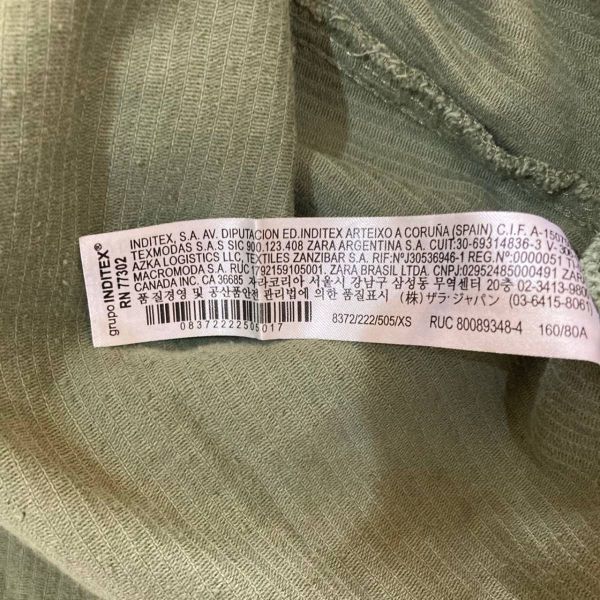 grupo INDITEX®
RN 77302
INDITEX, S.A. AV. DIPUTACION ED.INDITEX ARTEIXO A CORUÑA (SPAIN) C.I.F. A-1507
TEXMODAS S.A.S SIC 900.123.408 ZARA ARGENTINA S.A. CUIT:30-69314836-3 V-300
AZKA LOGISTICS LLC, TEXTILES ZANZIBAR S.A. RIF:Nº J30536946-1 REG.Nº0000051 TV
MACROMODA S.A. RUC 1792159105001. ZARA BRASIL LTDA. CNPJ:02952485000491 ZAR
CANADA INC. CA 36685 자라코리아 서울시 강남구 삼성동 무역센터 20층 02-3413-980
품질경영 및 공산품안전 관리법에 의한 품질표시 (株) ザラ・ジャパン (03-6415-8061)
08372222505017
8372/222/505/XS RUC 80089348-4 160/80A